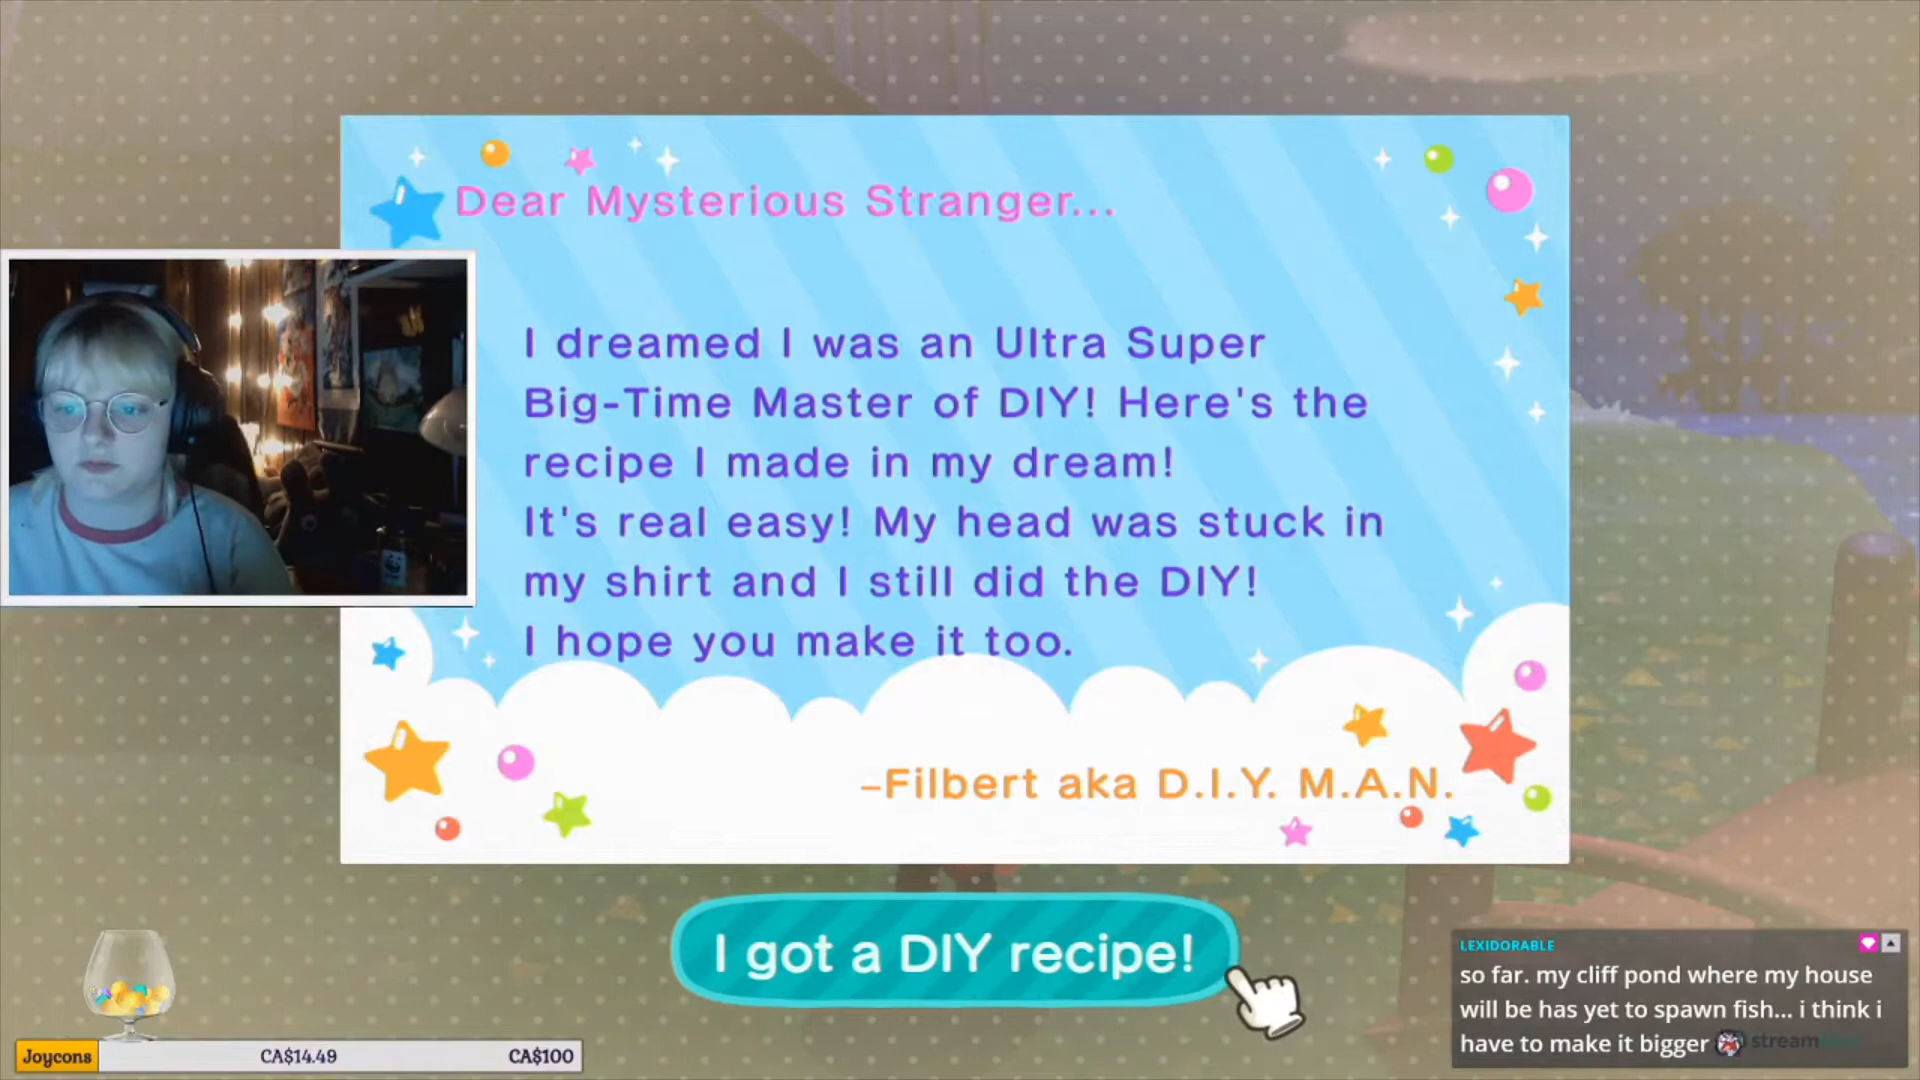 Dear Mysterious Stranger...
I dreamed I was an Ultra Super
Big-Time Master of DIY! Here's the
recipe I made in my dream!
It's real easy! My head was stuck in
my shirt and I still did the DIY!
I hope you make it too.
–Filbert aka D.I.Y. M.A.N.
I got a DIY recipe!
LEXIDORABLE
so far. my cliff pond where my house
will be has yet to spawn fish... i think i
have to make it bigger
stream
Joycons CA$14.49 CA$100